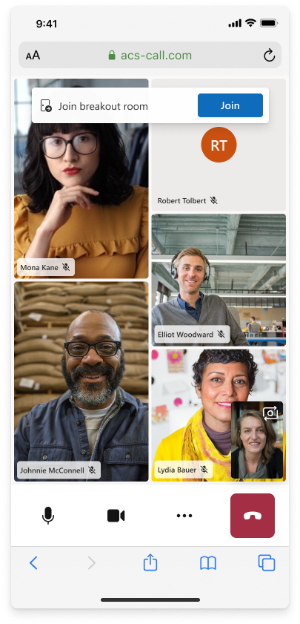 9:41
AA
acs-call.com
Join breakout room
Join
RT
Robert Tolbert
Mona Kane
Elliot Woodward
Johnnie McConnell
Lydia Bauer